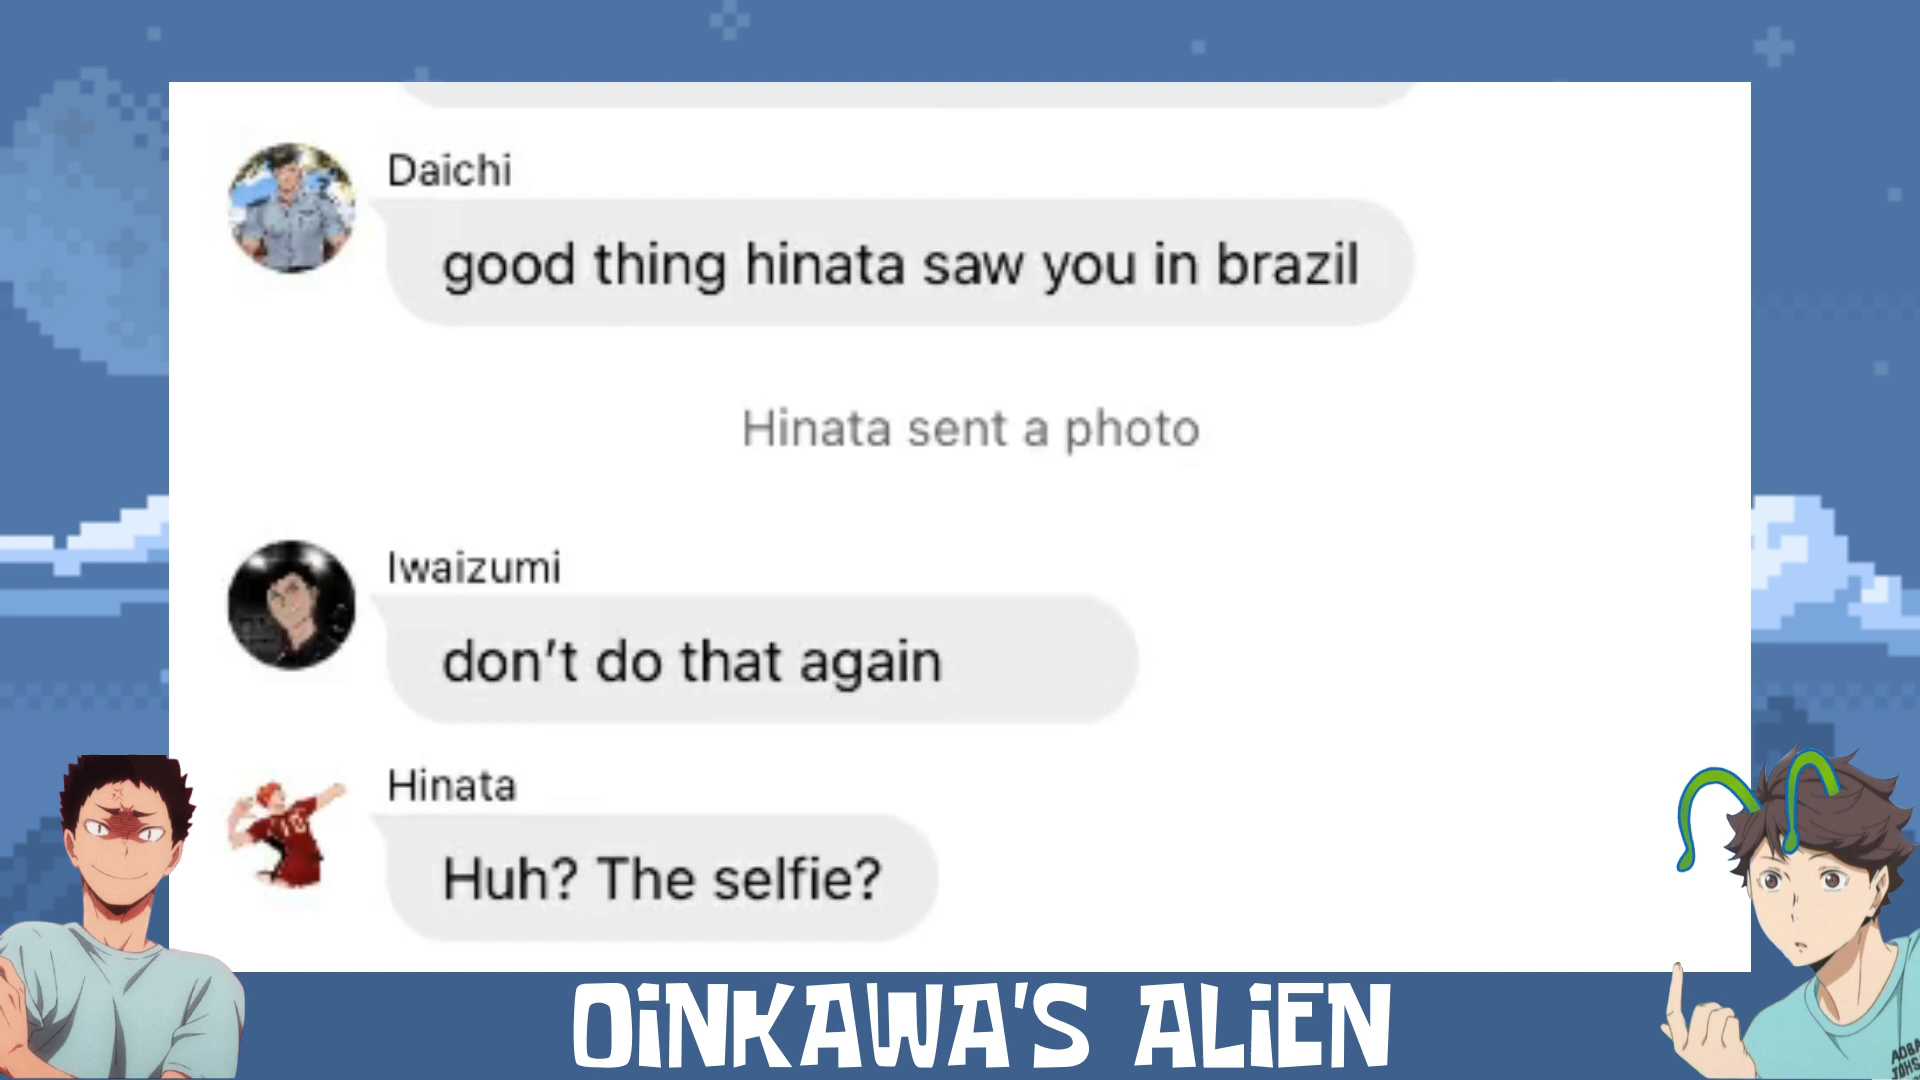 Daichi
good thing hinata saw you in brazil
Hinata sent a photo
Iwaizumi
don't do that again
Hinata
Huh? The selfie?
OiNKAWA'S ALiEN